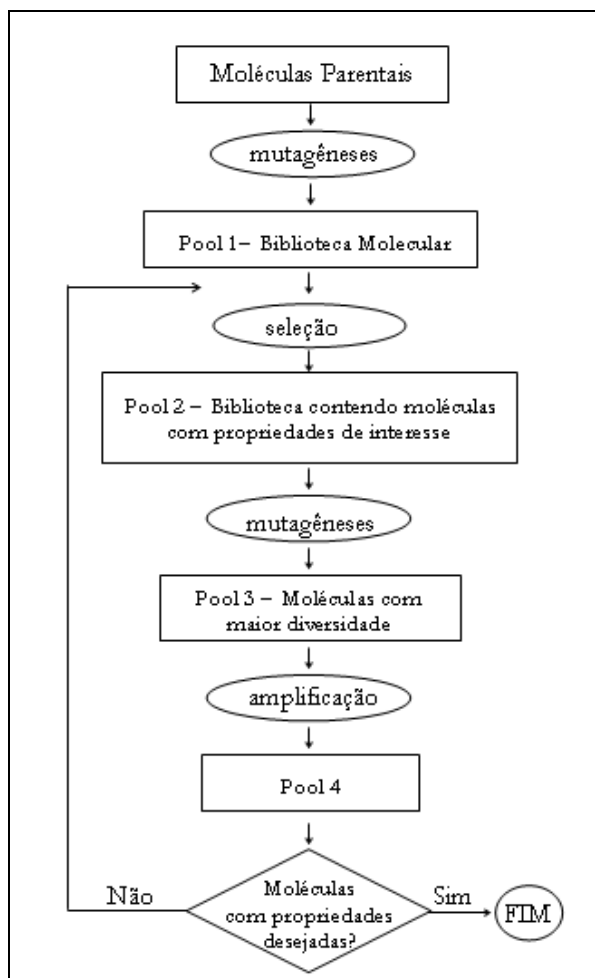 Moléculas Parentais
mutagêneses
Pool 1– Biblioteca Molecular
seleção
Pool 2 – Biblioteca contendo moléculas
com propriedades de interesse
mutagêneses
Pool 3 – Moléculas com
maior diversidade
amplificação
Pool 4
Não
Moléculas
com propriedades
desejadas?
Sim
FIM